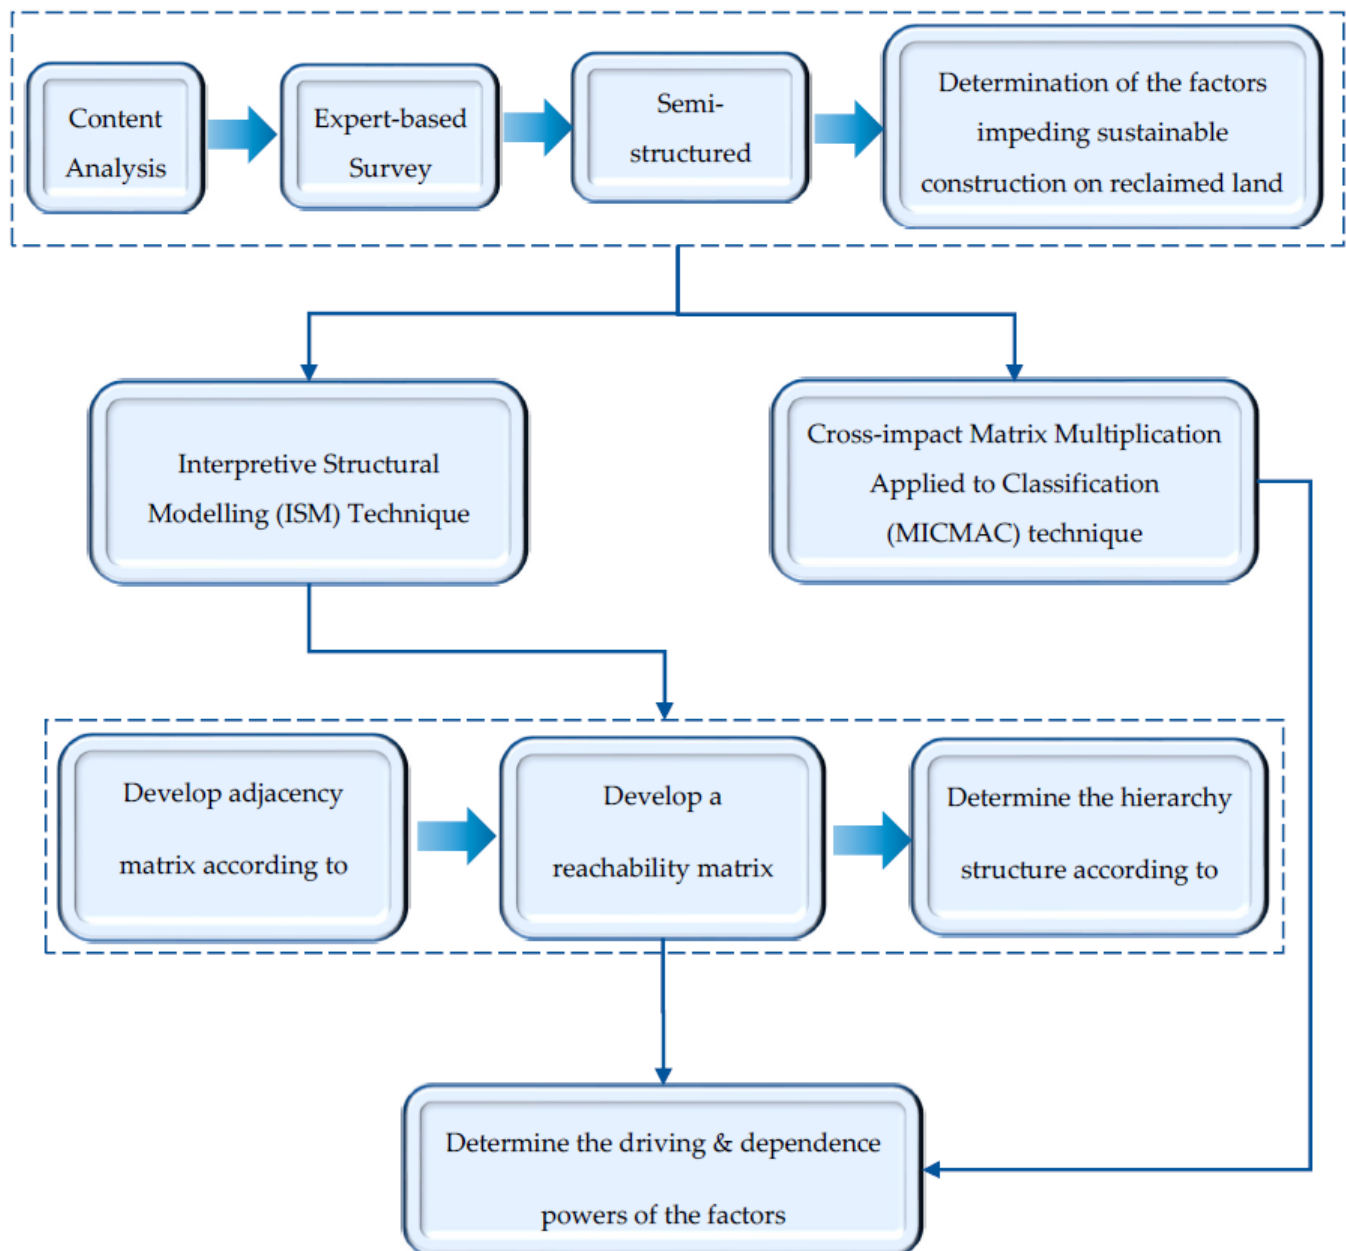 Content
Analysis
Expert-based
Survey
Semi-
structured
Determination of the factors
impeding sustainable
construction on reclaimed land
Interpretive Structural
Modelling (ISM) Technique
Cross-impact Matrix Multiplication
Applied to Classification
(MICMAC) technique
Develop adjacency
matrix according to
Develop a
reachability matrix
Determine the hierarchy
structure according to
Determine the driving & dependence
powers of the factors